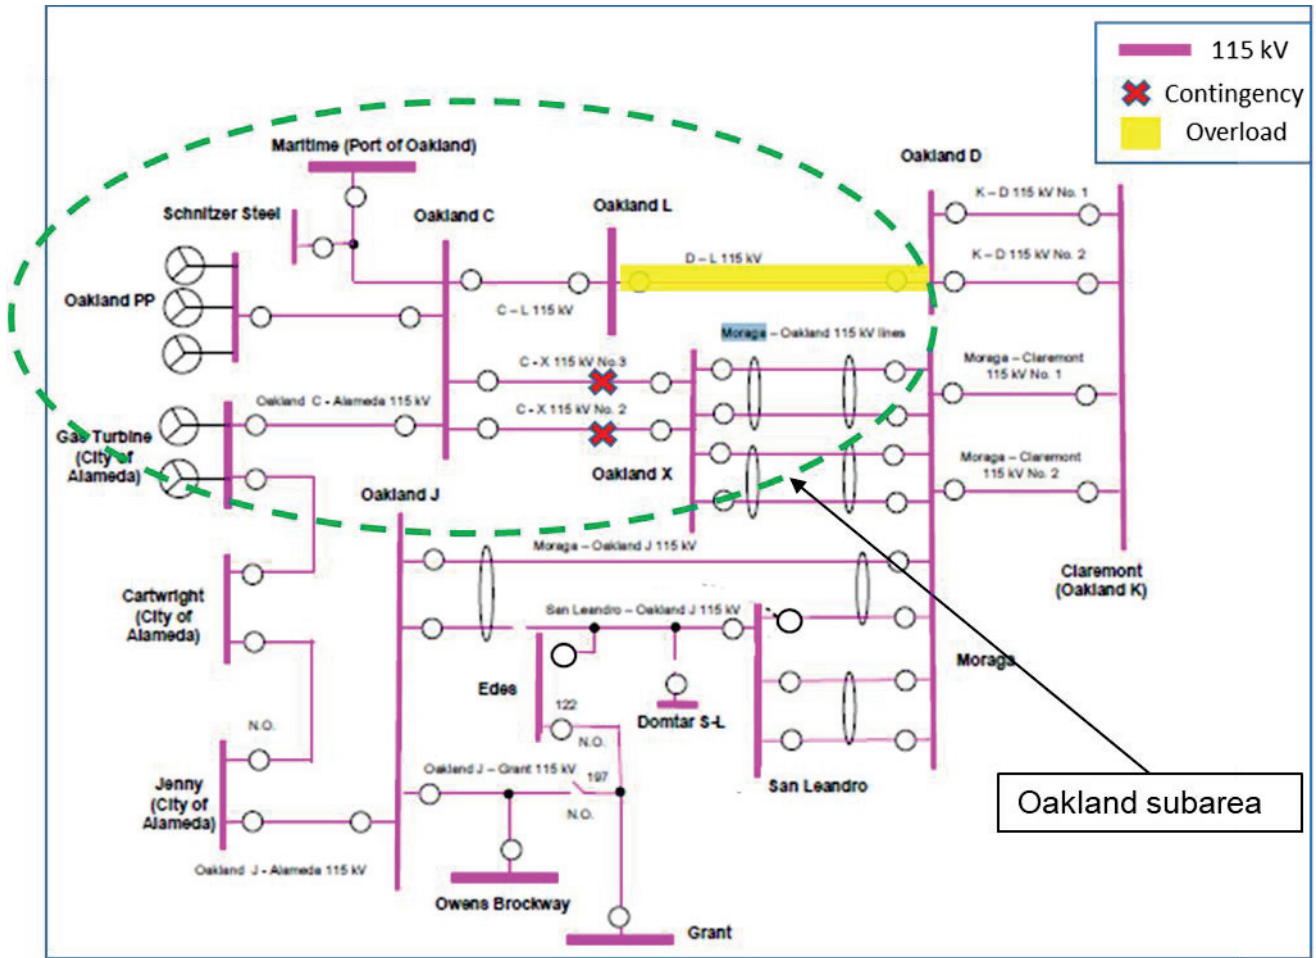 115 kV
Contingency
Overload
Maritime (Port of Oakland)
Oakland D
K – D 115 kV No. 1
Schnitzer Steel
Oakland C
Oakland L
D – L 115 kV
K – D 115 kV No. 2
Oakland PP
C – L 115 kV
Moraga – Oakland 115 kV lines
C - X 115 kV No.3
Moraga – Claremont
115 kV No. 1
Oakland C - Alameda 115 kV
C - X 115 kV No. 2
Gas Turbine
(City of
Alameda)
Oakland X
Moraga – Claremont
115 kV No. 2
Oakland J
Moraga – Oakland J 115 kV
Claremont
(Oakland K)
Cartwright
(City of
Alameda)
San Leandro – Oakland J 115 kV
Moraga
Edes
122
N.O.
Domtar S-L
N.O.
Oakland J – Grant 115 kV
197
N.O.
San Leandro
Jenny
(City of
Alameda)
Oakland subarea
Oakland J - Alameda 115 kV
Owens Brockway
Grant